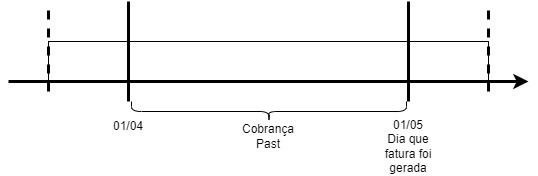 01/04
Cobrança
Past
01/05
Dia que
fatura foi
gerada